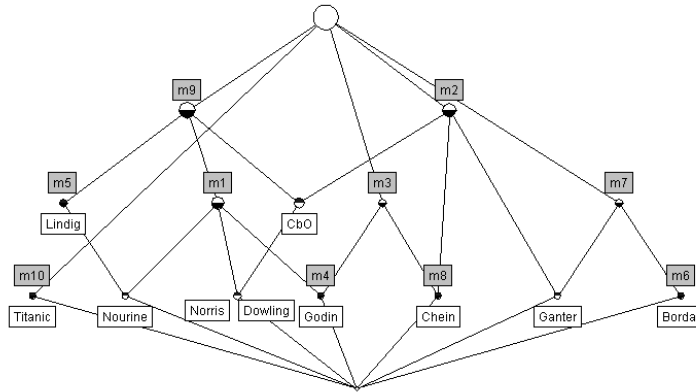 m9
m2
m5
m1
m3
m7
Lindig
CbO
m10
m4
m8
m6
Titanic
Nourine
Norris
Dowling
Godin
Chein
Ganter
Borda